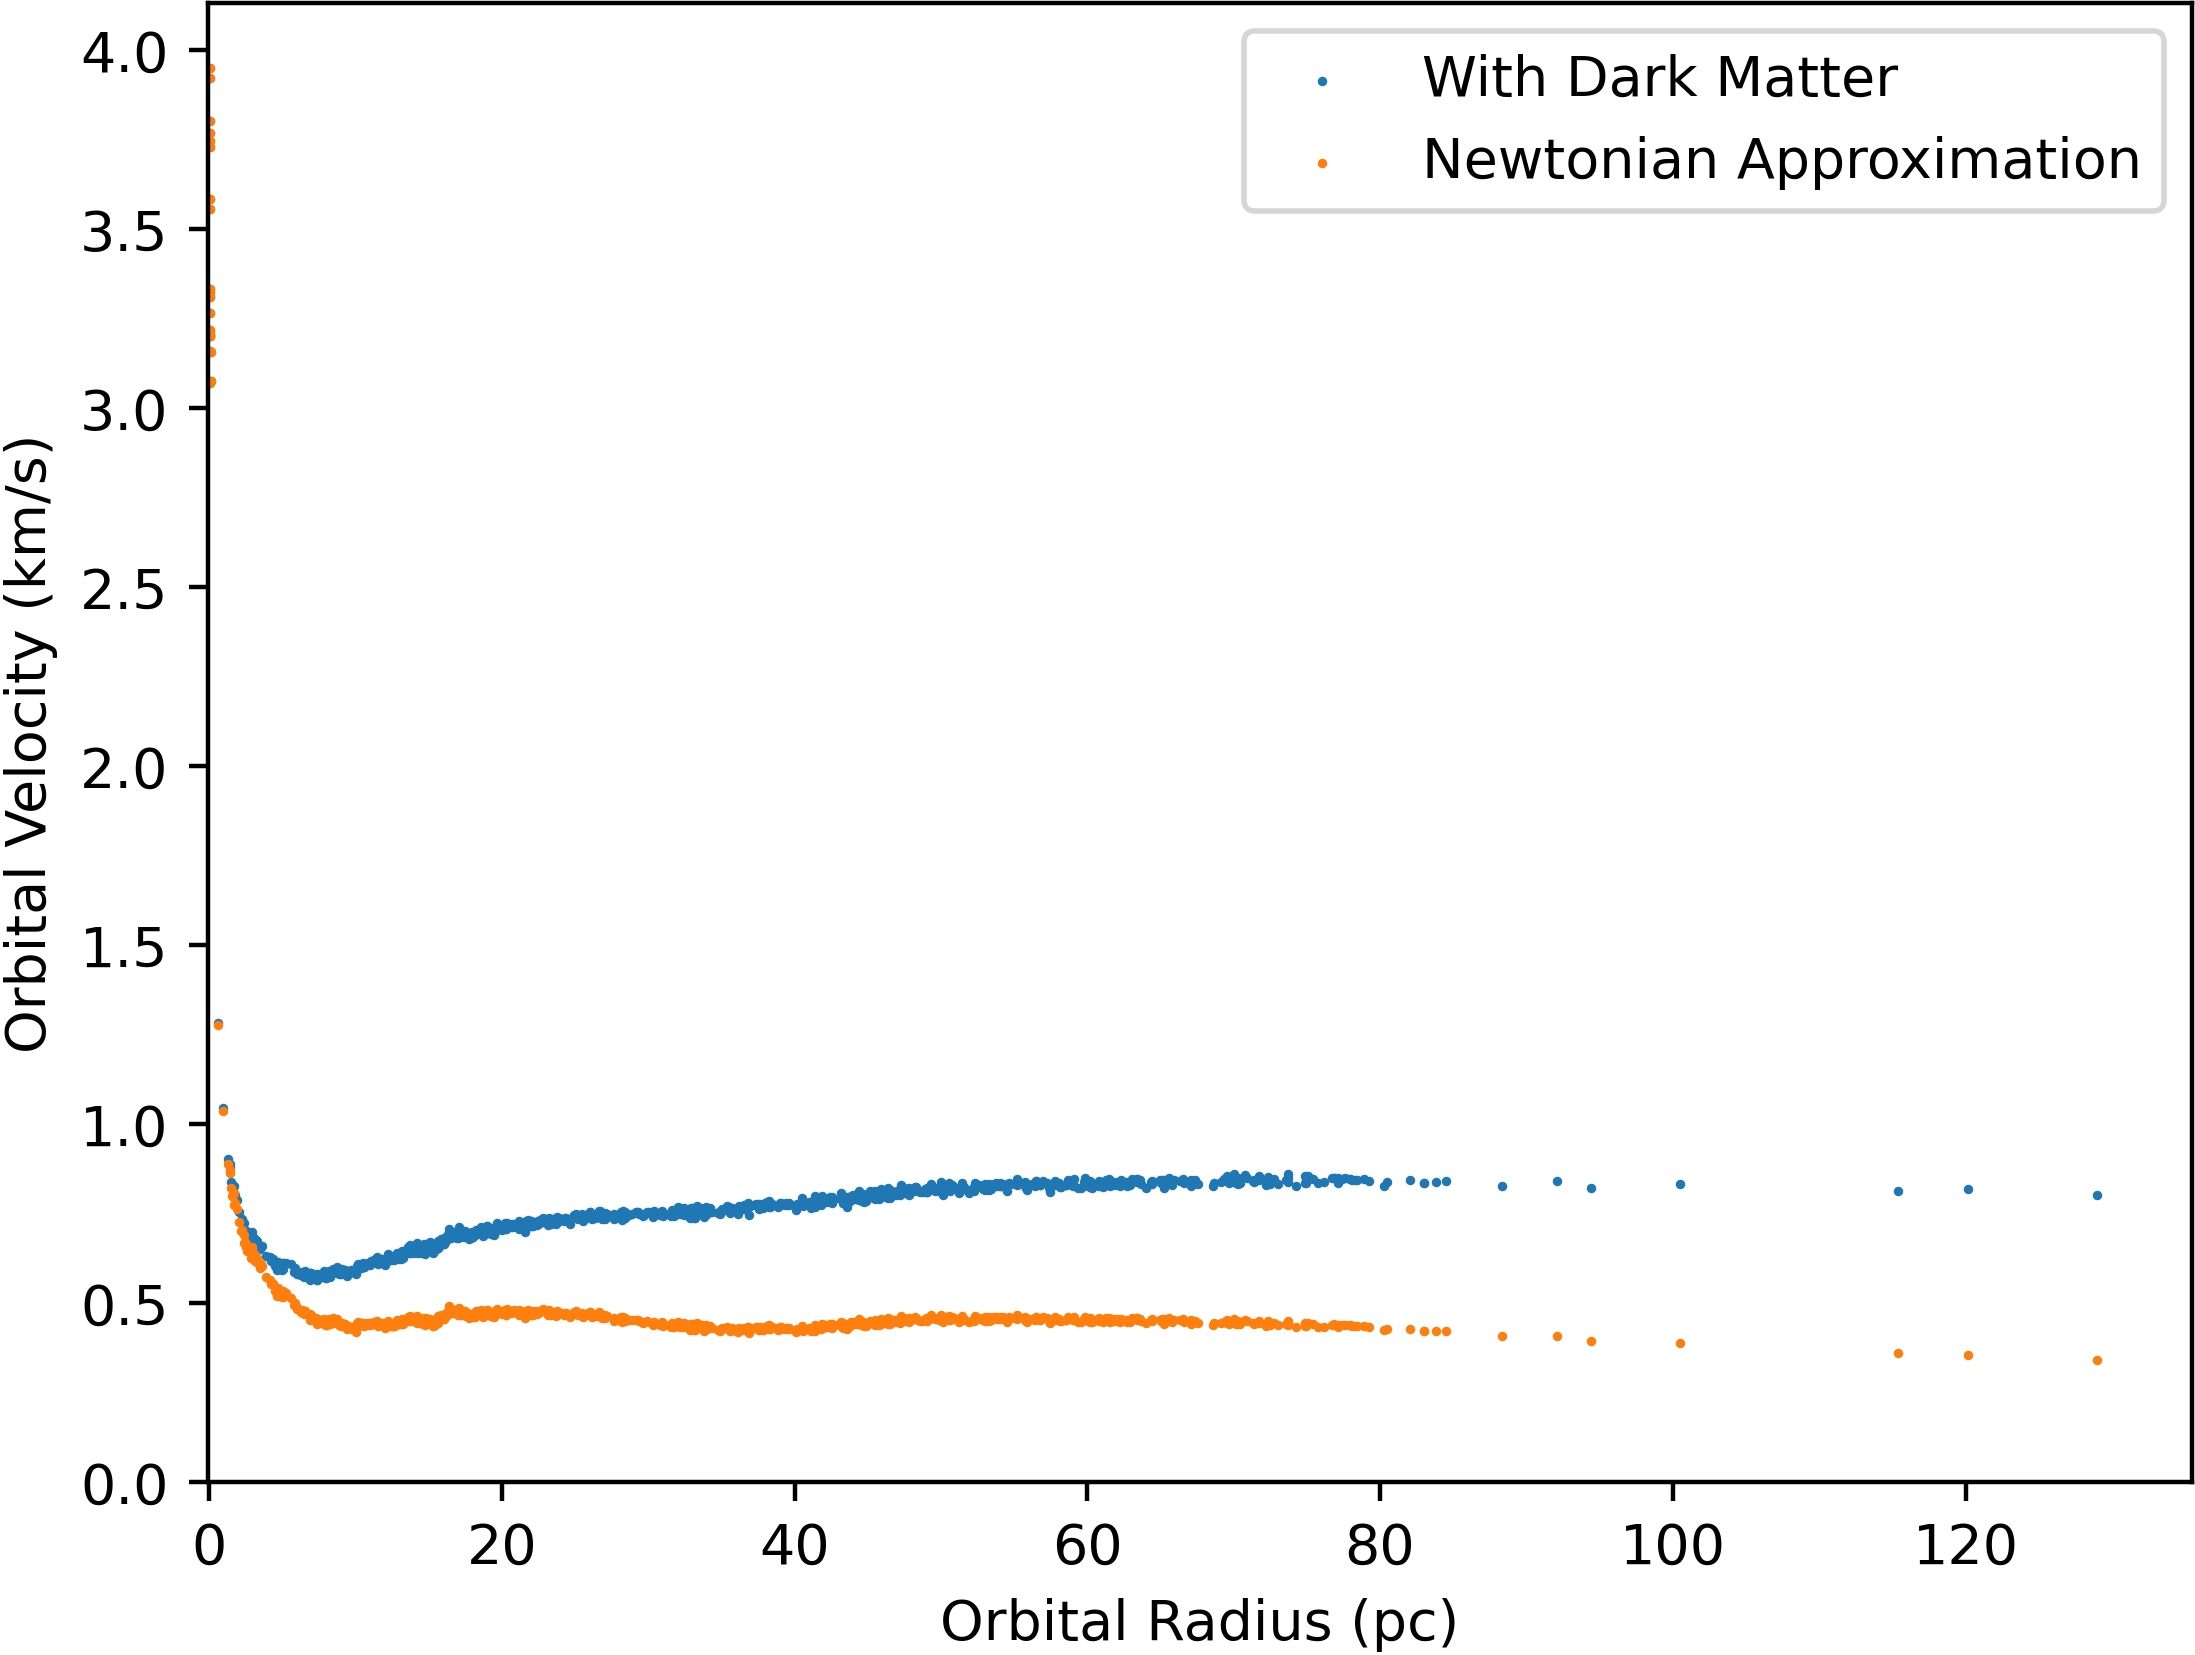 With Dark Matter
Newtonian Approximation
4.0
3.5
3.0
2.5
2.0
1.5
1.0
0.5
0.0
Orbital Velocity (km/s)
0 20 40 60 80 100 120
Orbital Radius (pc)